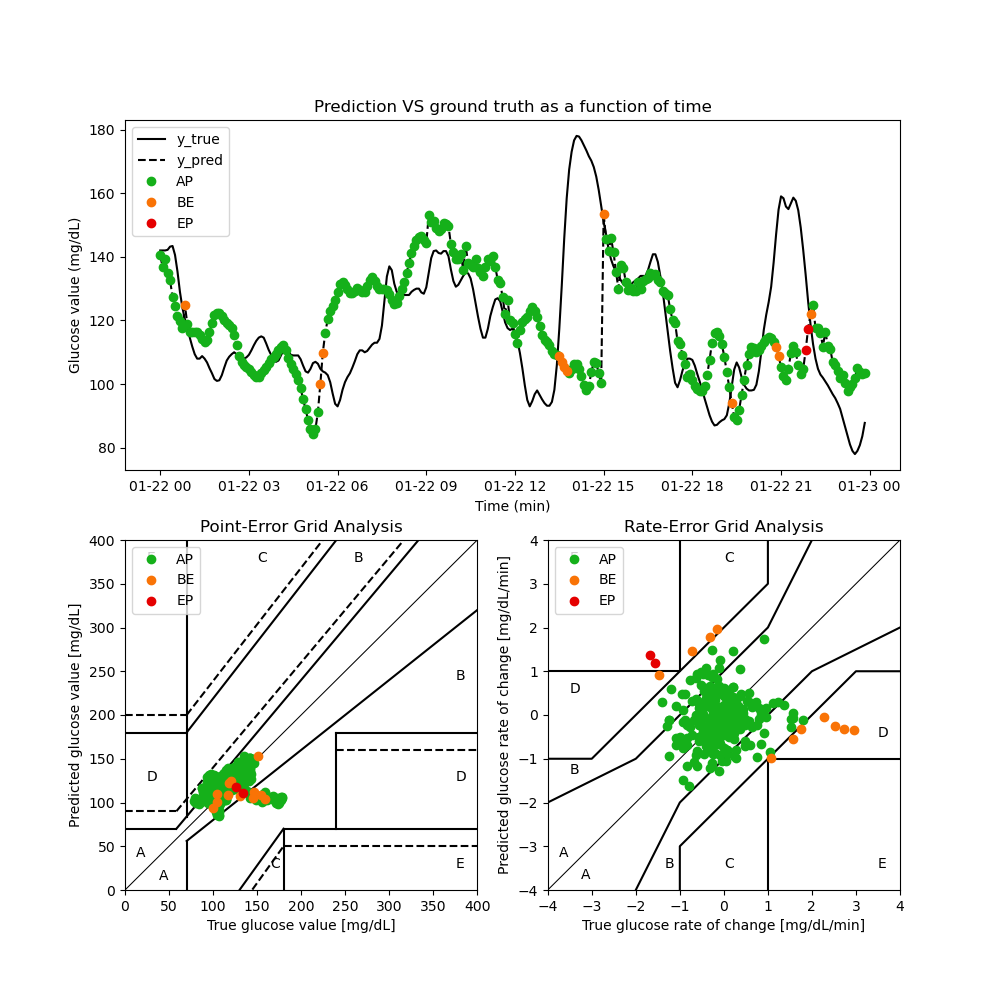 Prediction VS ground truth as a function of time
Glucose value (mg/dL)
180
160
140
120
100
80
y_true
y_pred
AP
BE
EP
01-22 00 01-22 03 01-22 06 01-22 09 01-22 12 01-22 15 01-22 18 01-22 21 01-23 00
Time (min)
Point-Error Grid Analysis
Predicted glucose value [mg/dL]
400
350
300
250
200
150
100
50
0
AP
BE
EP
C
B
B
D
D
A
A
C
E
0 50 100 150 200 250 300 350 400
True glucose value [mg/dL]
Rate-Error Grid Analysis
Predicted glucose rate of change [mg/dL/min]
4
3
2
1
0
−1
−2
−3
−4
AP
BE
EP
C
D
D
B
A
A
B
C
E
−4 −3 −2 −1 0 1 2 3 4
True glucose rate of change [mg/dL/min]